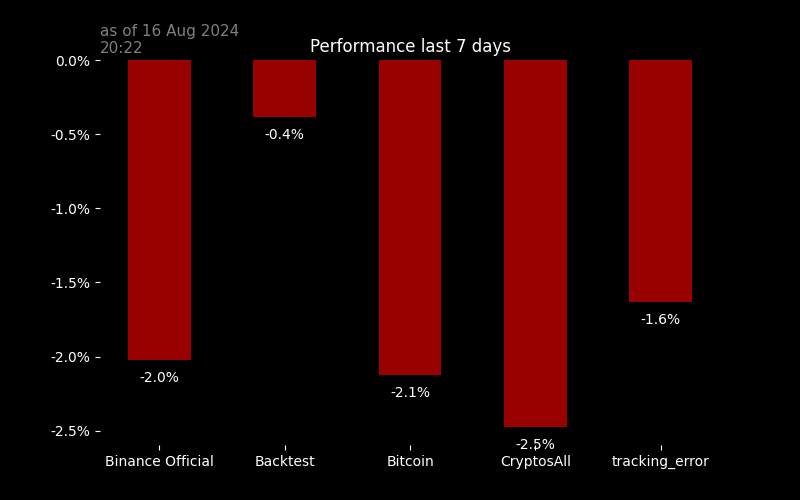 as of 16 Aug 2024
20:22
Performance last 7 days
0.0%
-0.5%
-1.0%
-1.5%
-2.0%
-2.5%
-2.0%
-0.4%
-2.1%
-2.5%
-1.6%
Binance Official
Backtest
Bitcoin
CryptosAll
tracking_error